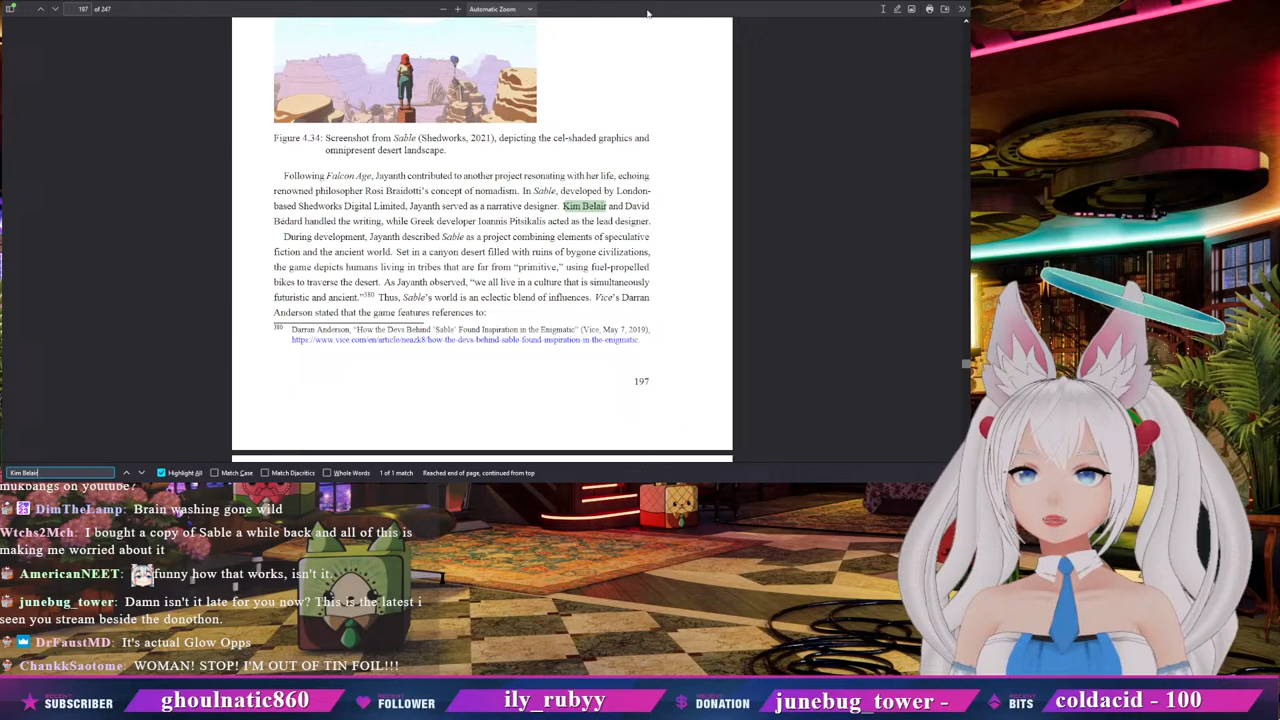 197 of 247
Automatic Zoom
Figure 4.34: Screenshot from Sable (Shedworks, 2021), depicting the cel-shaded graphics and
omnipresent desert landscape.
Following Falcon Age, Jayanth contributed to another project resonating with her life, echoing
renowned philosopher Rosi Braidotti's concept of nomadism. In Sable, developed by London-
based Shedworks Digital Limited, Jayanth served as a narrative designer. Kim Belair and David
Bédard handled the writing, while Greek developer Ioannis Pitsikalis acted as the lead designer.
During development, Jayanth described Sable as a project combining elements of speculative
fiction and the ancient world. Set in a canyon desert filled with ruins of bygone civilizations,
the game depicts humans living in tribes that are far from “primitive,” using fuel-propelled
bikes to traverse the desert. As Jayanth observed, “we all live in a culture that is simultaneously
futuristic and ancient.”380 Thus, Sable's world is an eclectic blend of influences. Vice's Darran
Anderson stated that the game features references to:
380 Darran Anderson, “How the Devs Behind ‘Sable’ Found Inspiration in the Enigmatic” (Vice, May 7, 2019),
https://www.vice.com/en/article/neazk8/how-the-devs-behind-sable-found-inspiration-in-the-enigmatic.
197
Kim Belair
Highlight All Match Case Match Diacritics Whole Words 1 of 1 match Reached end of page, continued from top
mukbangs on youtube?
DimTheLamp: Brain washing gone wild
Wtchs2Mch: I bought a copy of Sable a while back and all of this is
making me worried about it
AmericanNEET: funny how that works, isn't it.
junebug_tower: Damn isn't it late for you now? This is the latest i
seen you stream beside the donothon.
DrFaustMD: It's actual Glow Opps
ChankkSaotome: WOMAN! STOP! I'M OUT OF TIN FOIL!!!
RECENT SUBSCRIBER ghoulnatic860
RECENT FOLLOWER ily_rubyy
RECENT DONATION junebug_tower -
RECENT BITS coldacid - 100